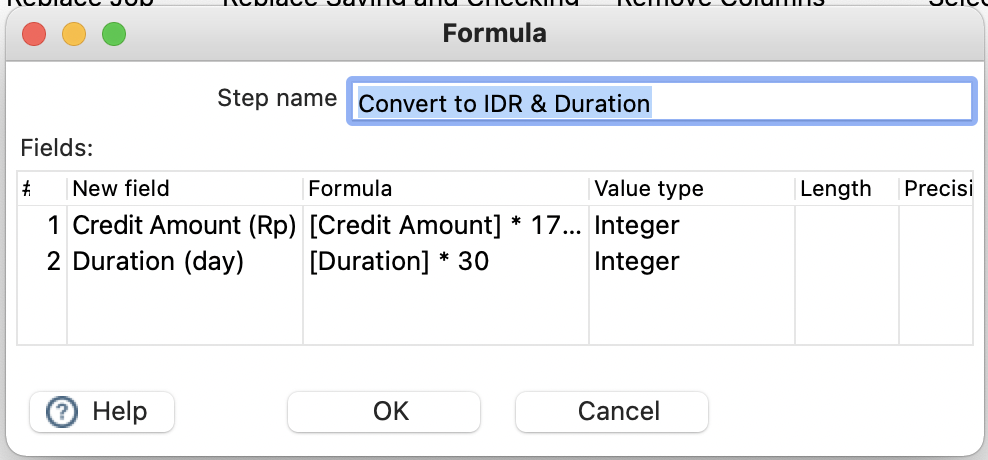 Replace Job Replace Saving and Checking Remove Columns
Formula
Step name Convert to IDR & Duration
Fields:
# New field Formula Value type Length Precisi
1 Credit Amount (Rp) [Credit Amount] * 17... Integer
2 Duration (day) [Duration] * 30 Integer
? Help OK Cancel